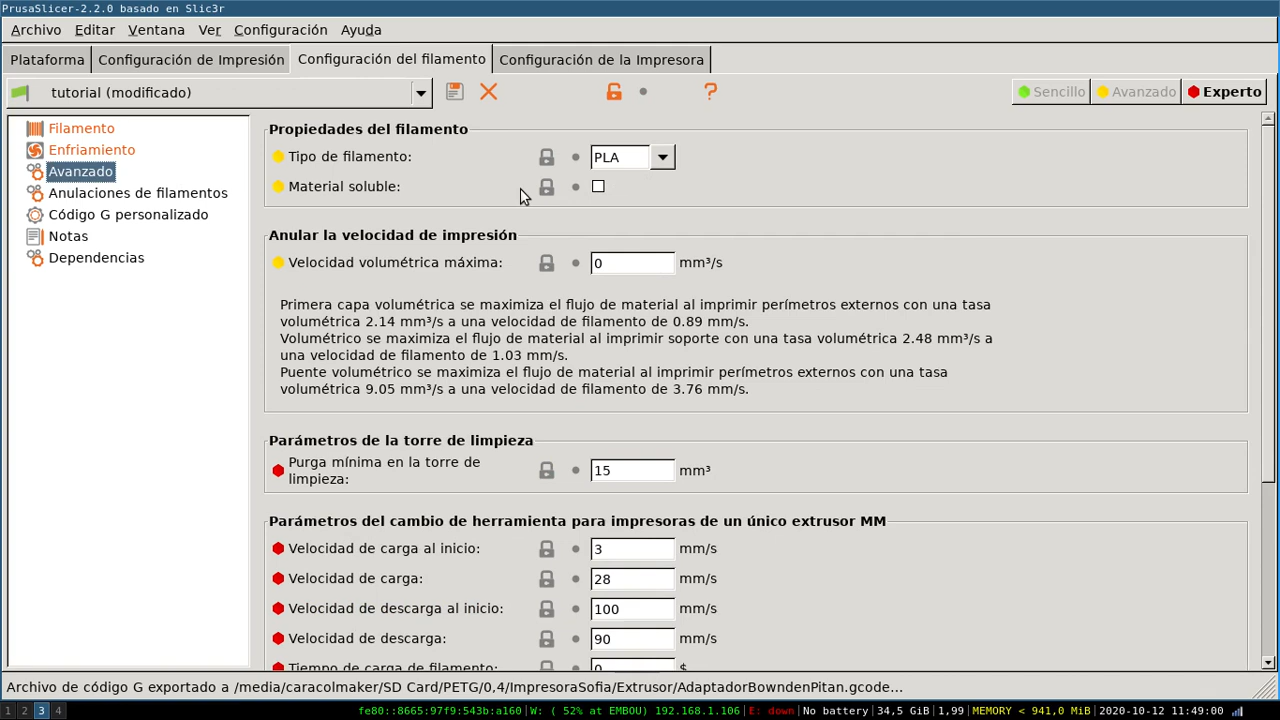 PrusaSlicer-2.2.0 basado en Slic3r
Archivo Editar Ventana Ver Configuración Ayuda
Plataforma Configuración de Impresión Configuración del filamento Configuración de la Impresora
tutorial (modificado) ? Sencillo Avanzado Experto
Filamento
Enfriamiento
Avanzado
Anulaciones de filamentos
Código G personalizado
Notas
Dependencias
Propiedades del filamento
Tipo de filamento: PLA
Material soluble:
Anular la velocidad de impresión
Velocidad volumétrica máxima: 0 mm³/s
Primera capa volumétrica se maximiza el flujo de material al imprimir perímetros externos con una tasa
volumétrica 2.14 mm³/s a una velocidad de filamento de 0.89 mm/s.
Volumétrico se maximiza el flujo de material al imprimir soporte con una tasa volumétrica 2.48 mm³/s a
una velocidad de filamento de 1.03 mm/s.
Puente volumétrico se maximiza el flujo de material al imprimir perímetros externos con una tasa
volumétrica 9.05 mm³/s a una velocidad de filamento de 3.76 mm/s.
Parámetros de la torre de limpieza
Purga mínima en la torre de
limpieza: 15 mm³
Parámetros del cambio de herramienta para impresoras de un único extrusor MM
Velocidad de carga al inicio: 3 mm/s
Velocidad de carga: 28 mm/s
Velocidad de descarga al inicio: 100 mm/s
Velocidad de descarga: 90 mm/s
Tiempo de carga de filamento: 0
Archivo de código G exportado a /media/caracolmaker/SD Card/PETG/0,4/ImpresoraSofia/Extrusor/AdaptadorBowndenPitan.gcode...
1 2 3 4 fe80::8665:97f9:543b:a160|W: ( 52% at EMBOU) 192.168.1.106|E: down|No battery|34,5 GiB|1,99|MEMORY < 941,0 MiB|2020-10-12 11:49:00